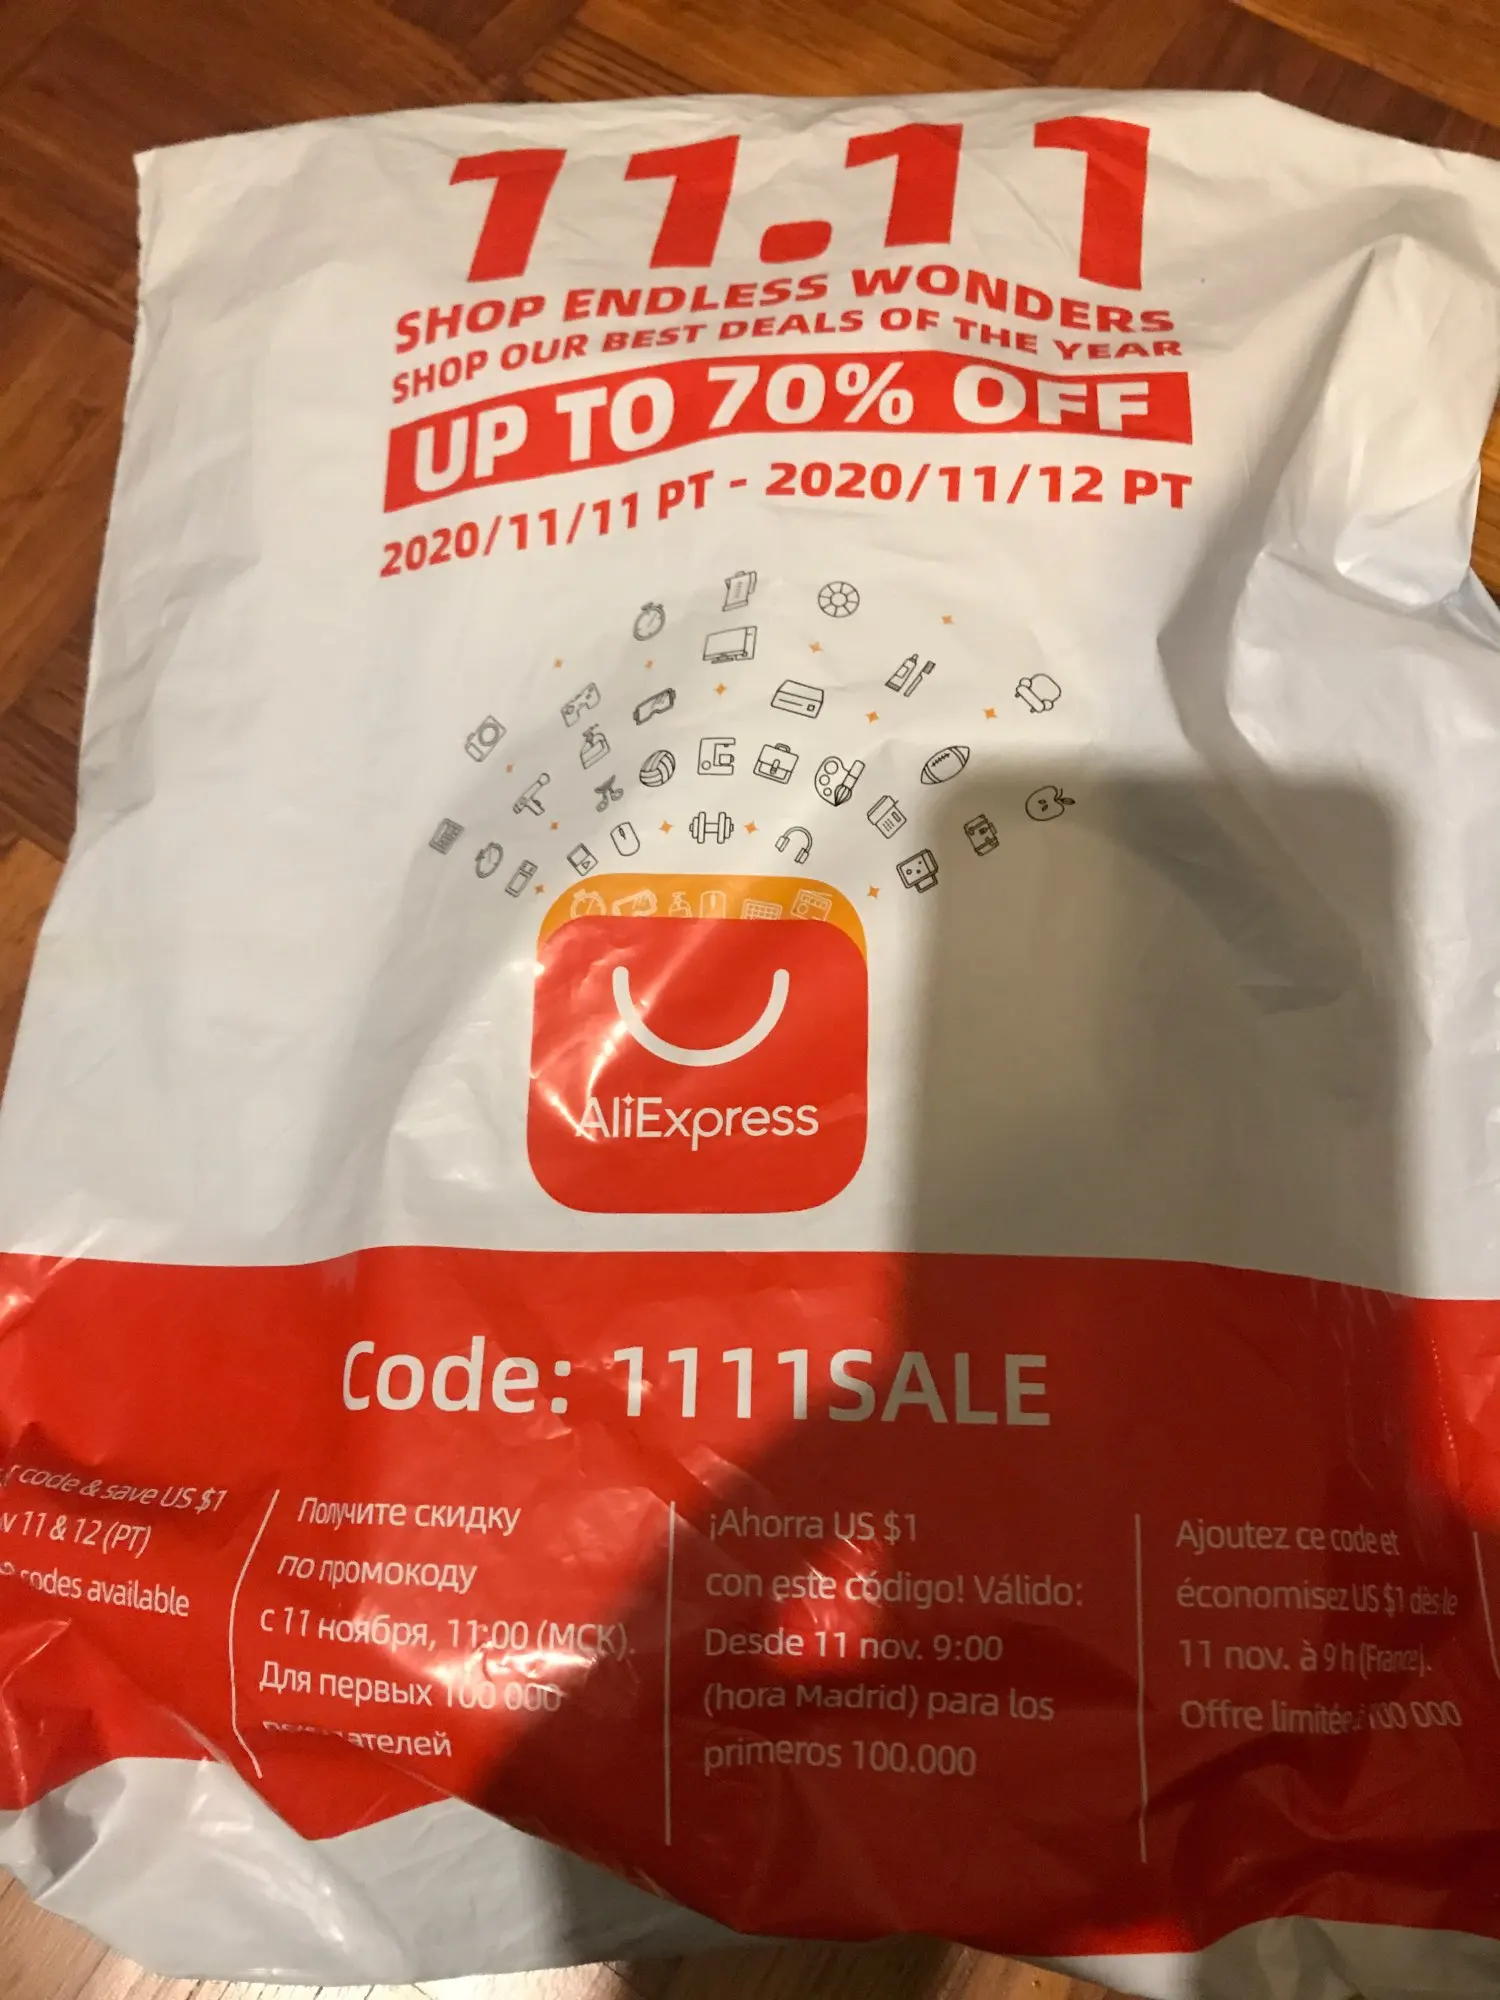 11.11
SHOP ENDLESS WONDERS
SHOP OUR BEST DEALS OF THE YEAR
UP TO 70% OFF
2020/11/11 PT - 2020/11/12 PT
AliExpress
Code: 1111SALE
code & save US $1
11 & 12 (PT)
codes available
Получите скидку
по промокоду
с 11 ноября, 11:00 (МСК).
Для первых 100 000
¡Ahorra US $1
con este código! Válido:
Desde 11 nov. 9:00
(hora Madrid) para los
primeros 100.000
Ajoutez ce code et
économisez US $1 dès le
11 nov. à 9 h (France).
Offre limitée à 100 000